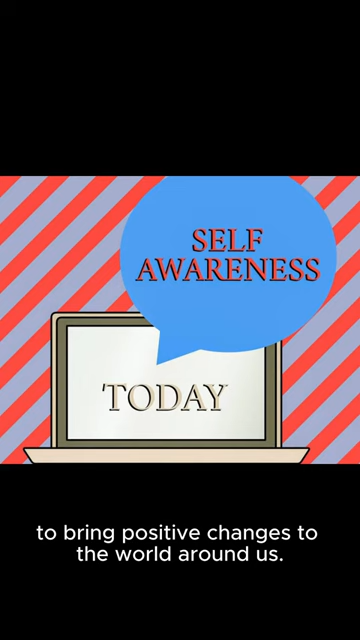 SELF
AWARENESS
TODAY
to bring positive changes to
the world around us.